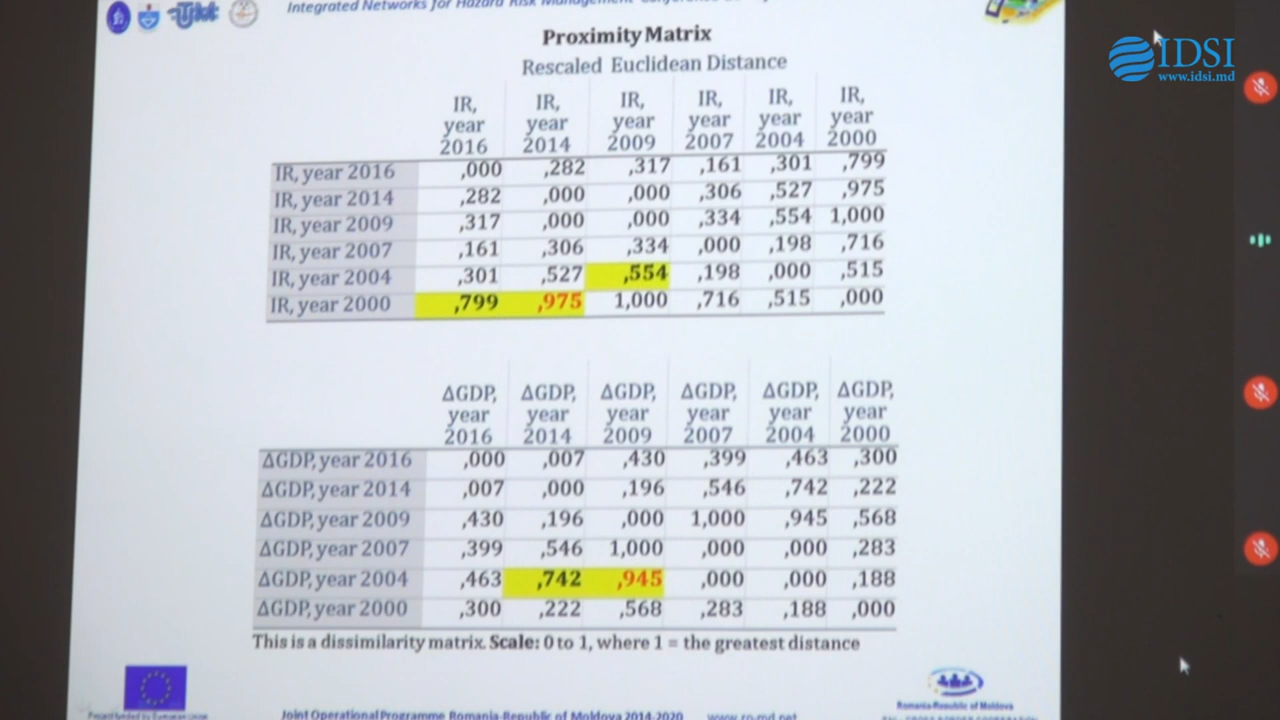 Integrated Networks for Hazard Risk Management
IDSI
www.idsi.md
Proximity Matrix
Rescaled Euclidean Distance
IR, year 2016 IR, year 2014 IR, year 2009 IR, year 2007 IR, year 2004 IR, year 2000
IR, year 2016 ,000 ,282 ,317 ,161 ,301 ,799
IR, year 2014 ,282 ,000 ,000 ,306 ,527 ,975
IR, year 2009 ,317 ,000 ,000 ,334 ,554 1,000
IR, year 2007 ,161 ,306 ,334 ,000 ,198 ,716
IR, year 2004 ,301 ,527 ,554 ,198 ,000 ,515
IR, year 2000 ,799 ,975 1,000 ,716 ,515 ,000
ΔGDP, year 2016 ΔGDP, year 2014 ΔGDP, year 2009 ΔGDP, year 2007 ΔGDP, year 2004 ΔGDP, year 2000
ΔGDP, year 2016 ,000 ,007 ,430 ,399 ,463 ,300
ΔGDP, year 2014 ,007 ,000 ,196 ,546 ,742 ,222
ΔGDP, year 2009 ,430 ,196 ,000 1,000 ,945 ,568
ΔGDP, year 2007 ,399 ,546 1,000 ,000 ,000 ,283
ΔGDP, year 2004 ,463 ,742 ,945 ,000 ,000 ,188
ΔGDP, year 2000 ,300 ,222 ,568 ,283 ,188 ,000
This is a dissimilarity matrix. Scale: 0 to 1, where 1 = the greatest distance
Project funded by European Union
Joint Operational Programme Romania-Republic of Moldova 2014-2020 www.ro-md.net
Romania-Republic of Moldova